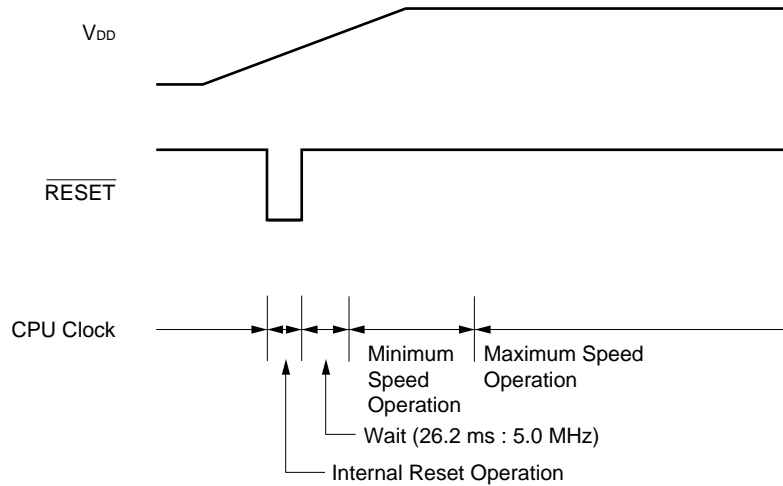 VDD
RESET
CPU Clock
Minimum
Speed
Operation
Maximum Speed
Operation
Wait (26.2 ms : 5.0 MHz)
Internal Reset Operation